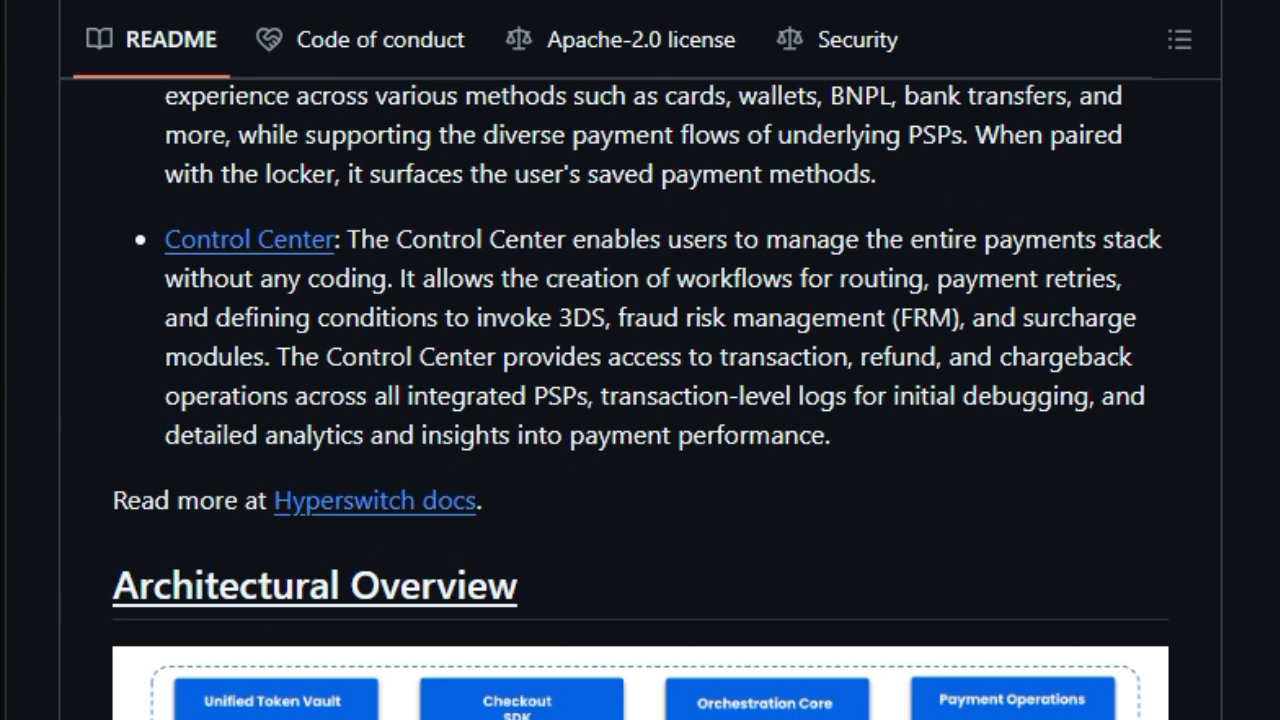 README Code of conduct Apache-2.0 license Security
experience across various methods such as cards, wallets, BNPL, bank transfers, and
more, while supporting the diverse payment flows of underlying PSPs. When paired
with the locker, it surfaces the user's saved payment methods.
• Control Center: The Control Center enables users to manage the entire payments stack
without any coding. It allows the creation of workflows for routing, payment retries,
and defining conditions to invoke 3DS, fraud risk management (FRM), and surcharge
modules. The Control Center provides access to transaction, refund, and chargeback
operations across all integrated PSPs, transaction-level logs for initial debugging, and
detailed analytics and insights into payment performance.
Read more at Hyperswitch docs.
Architectural Overview
Unified Token Vault
Checkout
SDK
Orchestration Core
Payment Operations